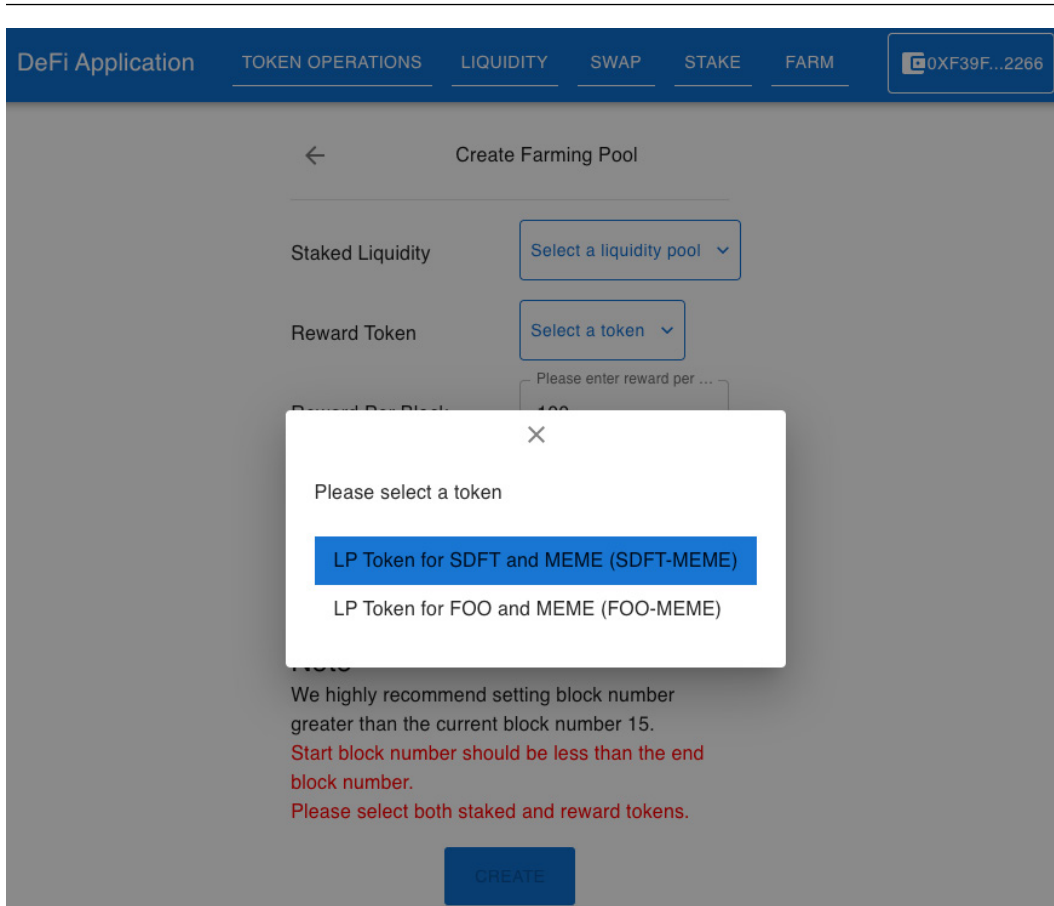 DeFi Application TOKEN OPERATIONS LIQUIDITY SWAP STAKE FARM 0XF39F...2266
Create Farming Pool
Staked Liquidity Select a liquidity pool
Reward Token Select a token
Please enter reward per ...
Please select a token
LP Token for SDFT and MEME (SDFT-MEME)
LP Token for FOO and MEME (FOO-MEME)
We highly recommend setting block number
greater than the current block number 15.
Start block number should be less than the end
block number.
Please select both staked and reward tokens.
CREATE